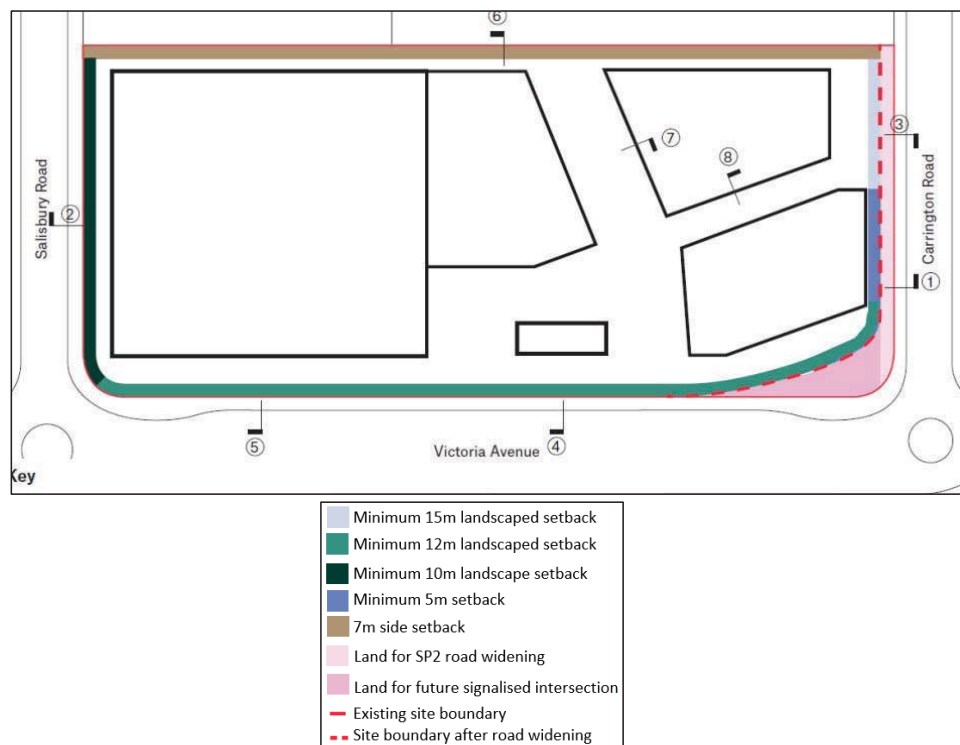 ⑥
⑦
③
⑧
Salisbury Road
②
Carrington Road
①
⑤
Victoria Avenue
④
Key
Minimum 15m landscaped setback
Minimum 12m landscaped setback
Minimum 10m landscape setback
Minimum 5m setback
7m side setback
Land for SP2 road widening
Land for future signalised intersection
Existing site boundary
Site boundary after road widening